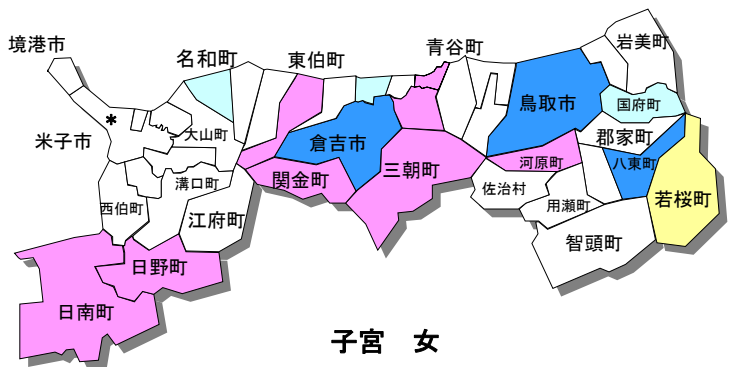 境港市
名和町
東伯町
青谷町
岩美町
米子市
*
大山町
倉吉市
鳥取市
国府町
郡家町
西伯町
溝口町
江府町
関金町
三朝町
河原町
八東町
佐治村
用瀬町
若桜町
智頭町
日野町
日南町
子宮 女